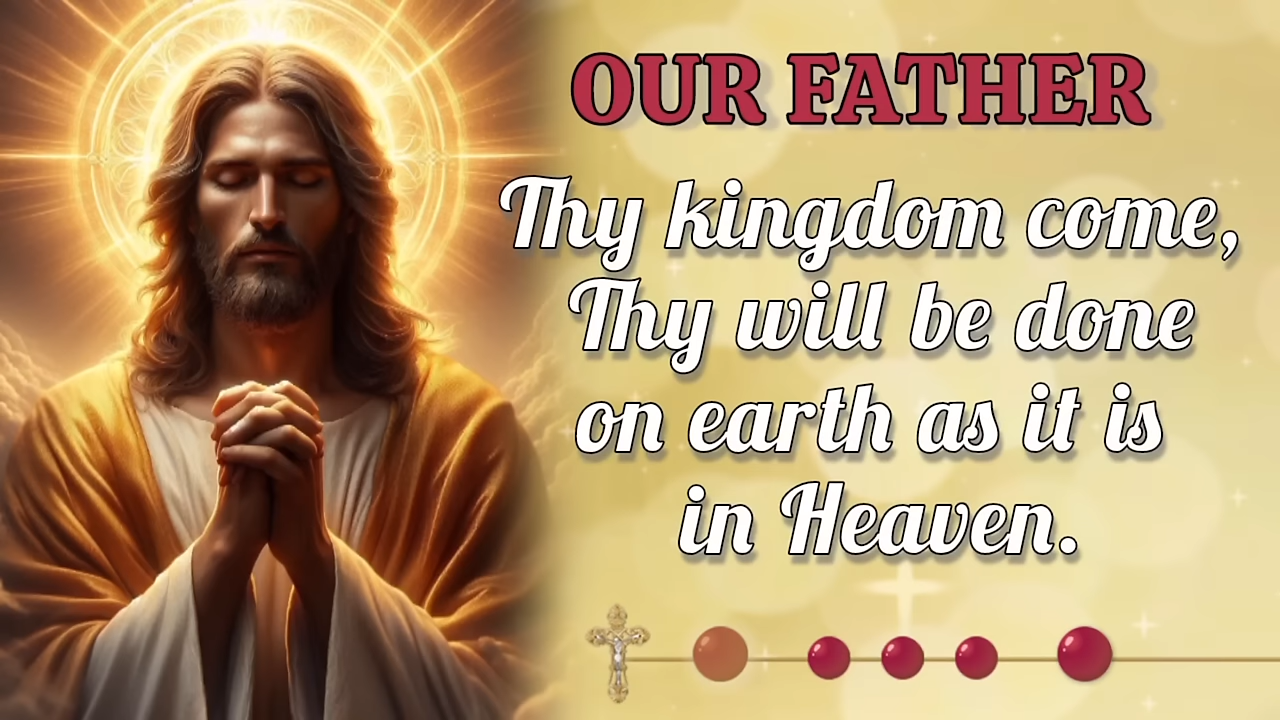 OUR FATHER
Thy kingdom come,
Thy will be done
on earth as it is
in Heaven.